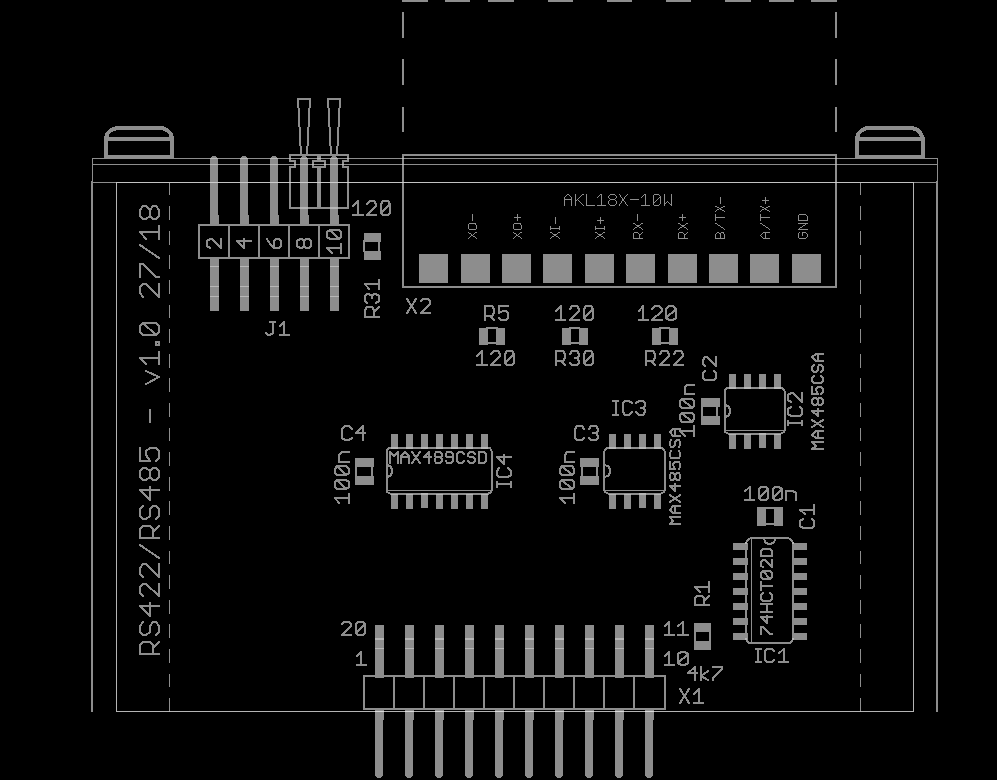 AKL18X-10W
XO-
XO+
XI-
XI+
RX-
RX+
B/TX-
A/TX+
GND
120
2
4
6
8
10
R31
J1
X2
R5
120
120
R30
120
R22
RS422/RS485 - v1.0 27/18
C2
100n
IC2
MAX485CSA
C4
100n
MAX489CSD
IC4
IC3
C3
100n
MAX485CSA
100n
C1
74HCT02D
IC1
R1
4k7
20
11
1
10
X1